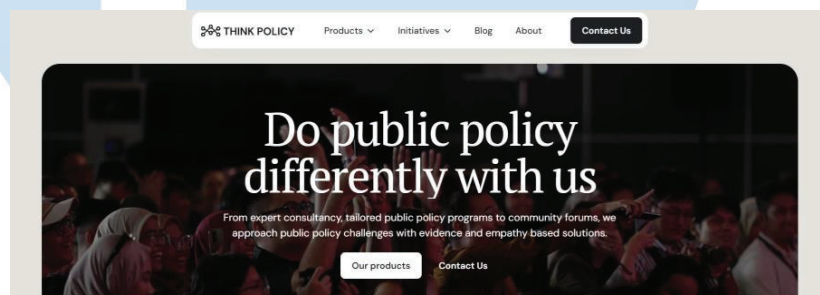 THINK POLICY Products Initiatives Blog About Contact Us
Do public policy
differently with us
From expert consultancy, tailored public policy programs to community forums, we
approach public policy challenges with evidence and empathy based solutions.
Our products Contact Us